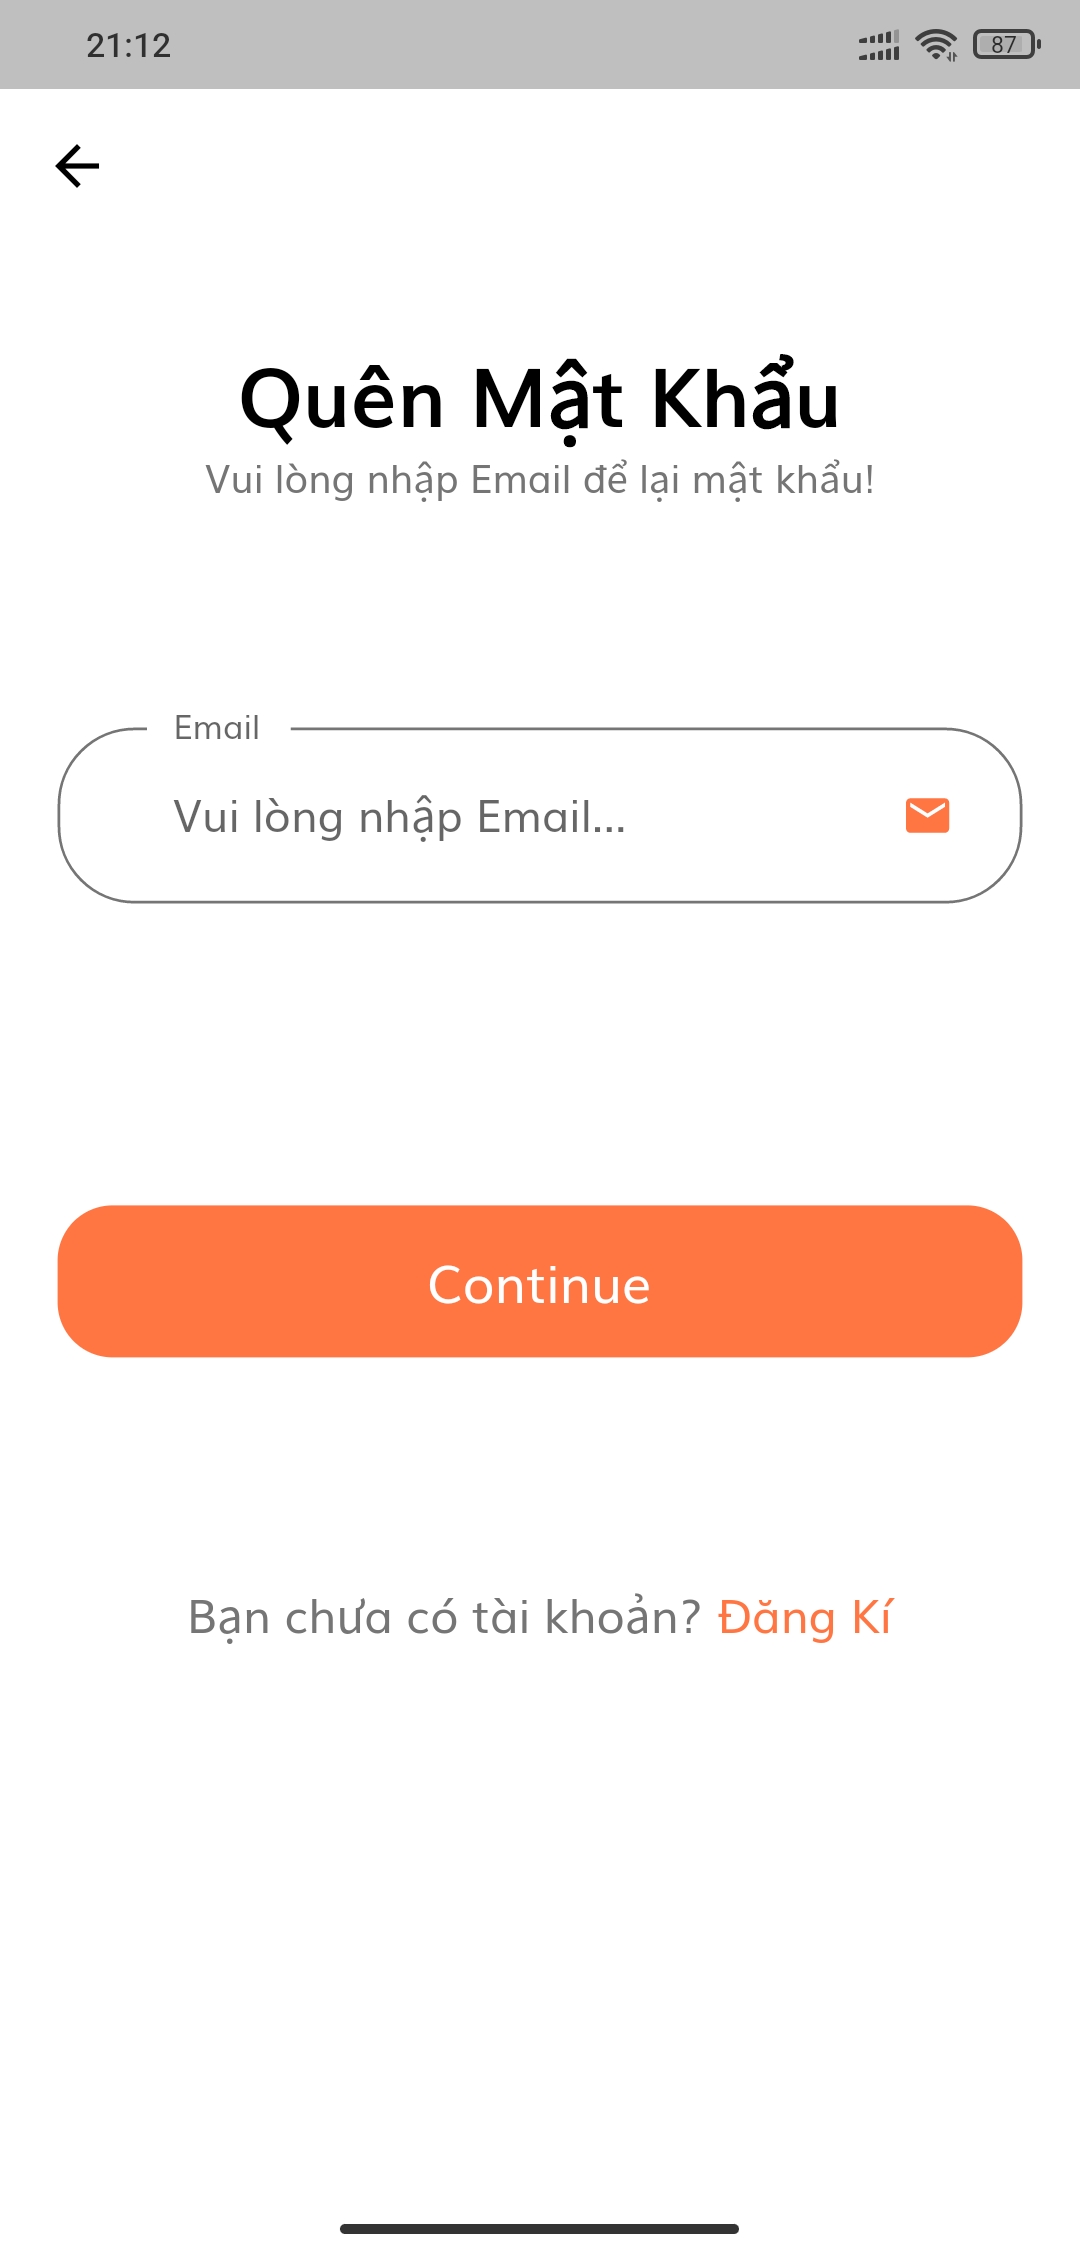 21:12
87
Quên Mật Khẩu
Vui lòng nhập Email để lại mật khẩu!
Email
Vui lòng nhập Email...
Continue
Bạn chưa có tài khoản? Đăng Kí